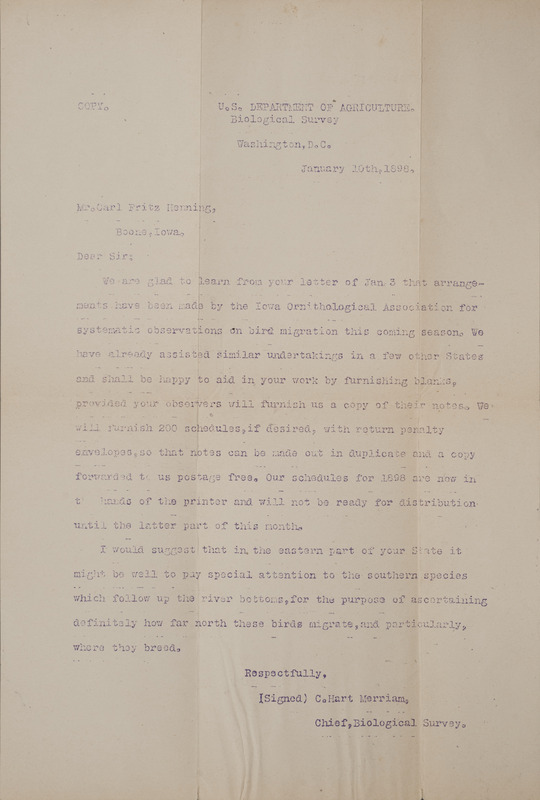 COPY.
U.S. DEPARTMENT OF AGRICULTURE.
Biological Survey
Washington,D.C.
January 10th,1898.
Mr.Carl Fritz Henning,
Boone,Iowa.
Dear Sir:
We are glad to learn from your letter of Jan 3 that arrange-
ments have been made by the Iowa Ornithological Association for
systematic observations on bird migration this coming season. We
have already assisted similar undertakings in a few other States
and shall be happy to aid in your work by furnishing blanks,
provided your observers will furnish us a copy of their notes. We
will furnish 200 schedules,if desired, with return penalty
envelopes,so that notes can be made out in duplicate and a copy
forwarded to us postage free. Our schedules for 1898 are now in
hands of the printer and will not be ready for distribution
until the latter part of this month.
I would suggest that in the eastern part of your State it
might be well to pay special attention to the southern species
which follow up the river bottoms,for the purpose of ascertaining
definitely how far north these birds migrate,and particularly,
where they breed.
Respectfully,
(Signed) C.Hart Merriam.
Chief,Biological Survey.